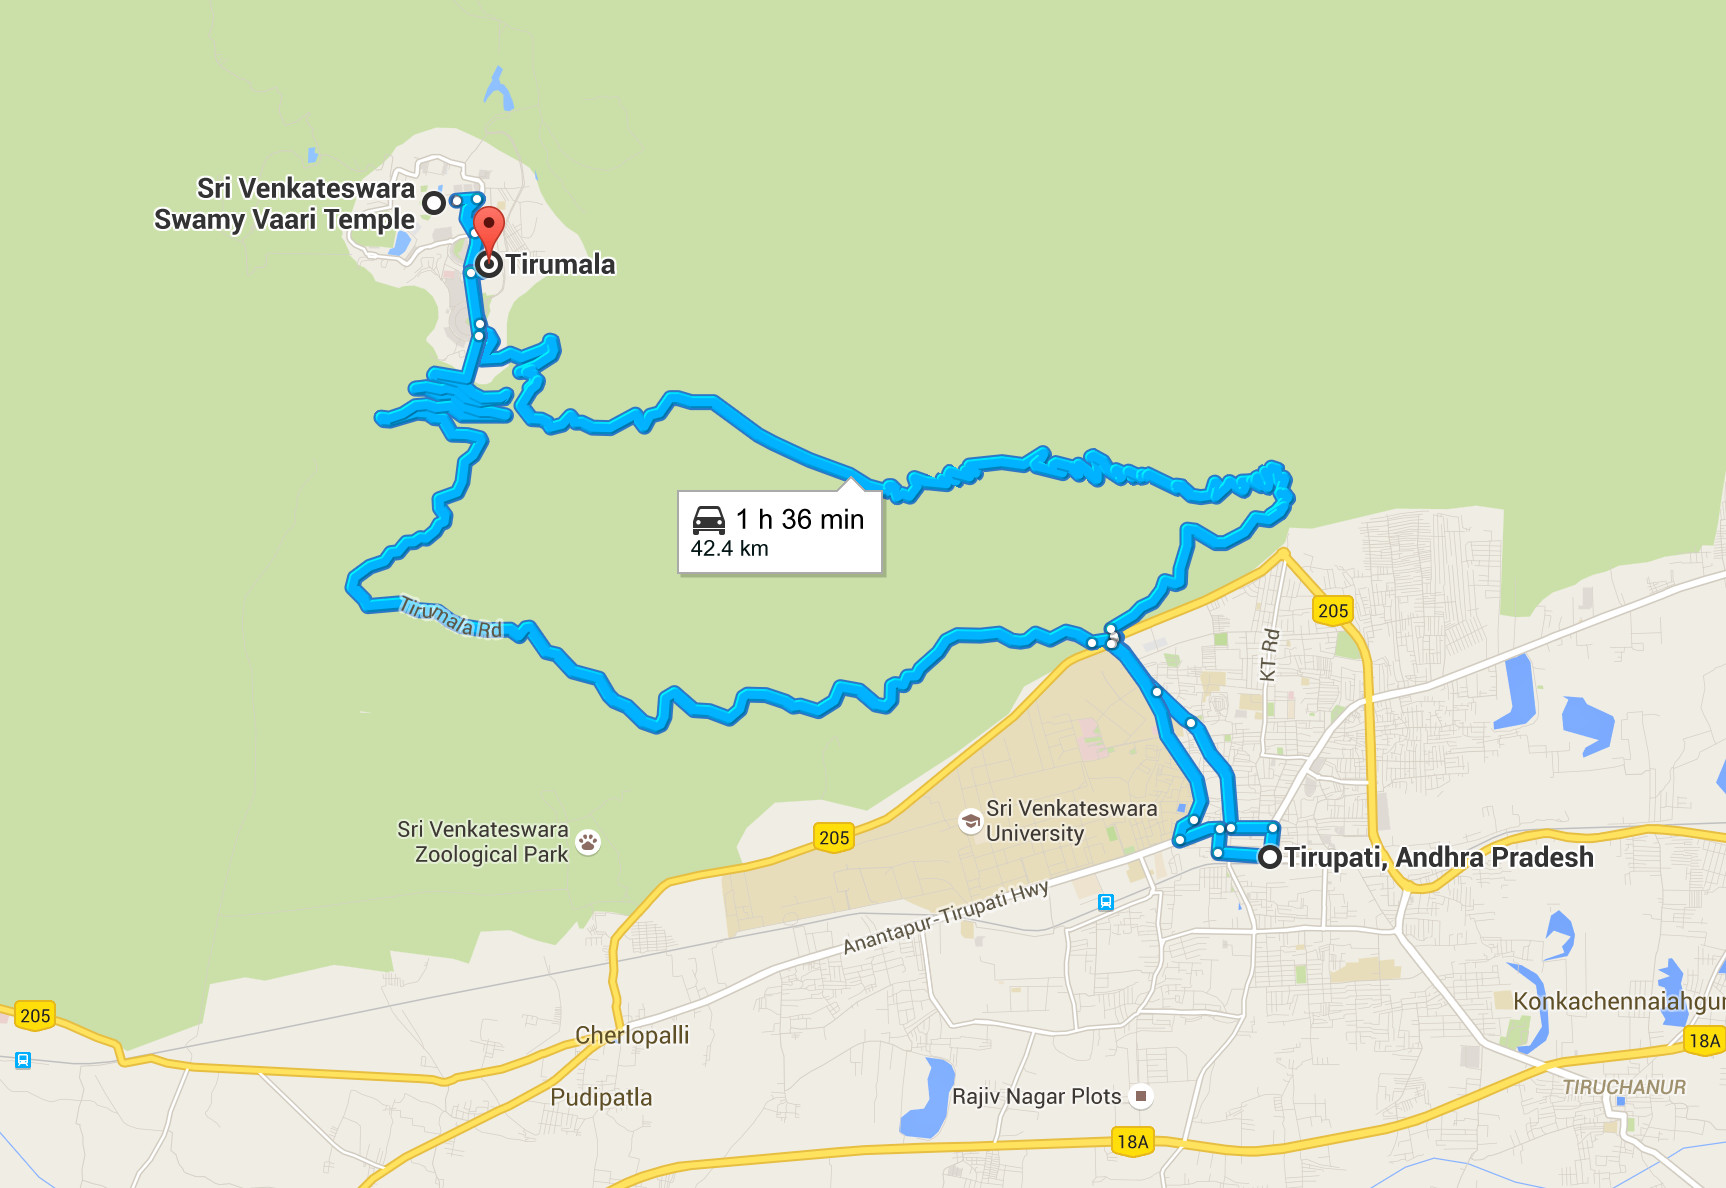 Sri Venkateswara
Swamy Vaari Temple
Tirumala
1 h 36 min
42.4 km
Tirumala Rd
205
KT Rd
Sri Venkateswara
University
Sri Venkateswara
Zoological Park
205
Tirupati, Andhra Pradesh
Anantapur-Tirupati Hwy
205
Konkachennaiahgun
Cherlopalli
18A
Pudipatla
Rajiv Nagar Plots
TIRUCHANUR
18A